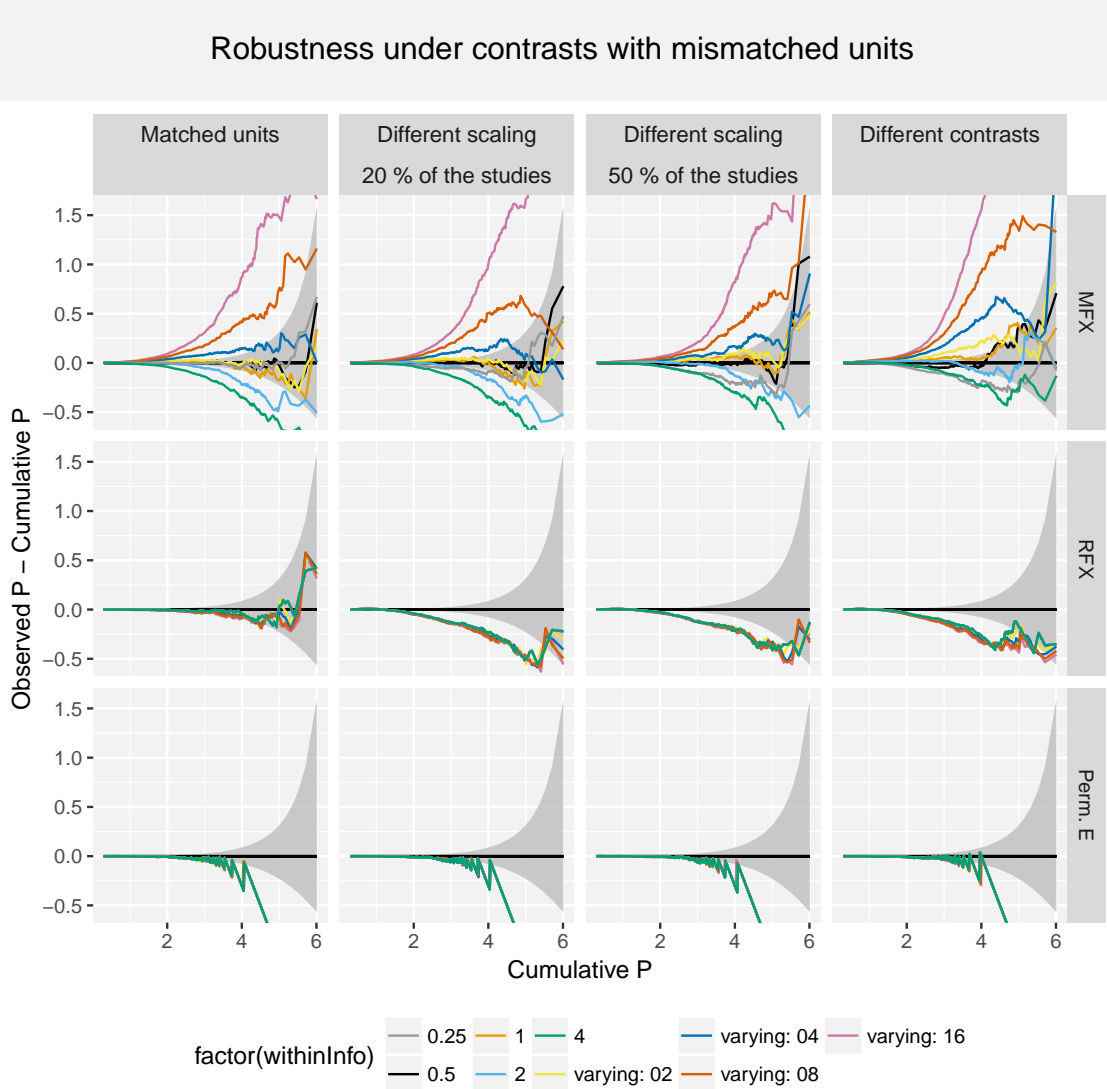 Robustness under contrasts with mismatched units
Matched units
Different scaling
20 % of the studies
Different scaling
50 % of the studies
Different contrasts
1.5
1.0
0.5
0.0
−0.5
MFX
1.5
1.0
0.5
0.0
−0.5
RFX
1.5
1.0
0.5
0.0
−0.5
Perm. E
Observed P − Cumulative P
2 4 6
2 4 6
2 4 6
2 4 6
Cumulative P
factor(withinInfo)
0.25 1 4 varying: 04 varying: 16
0.5 2 varying: 02 varying: 08